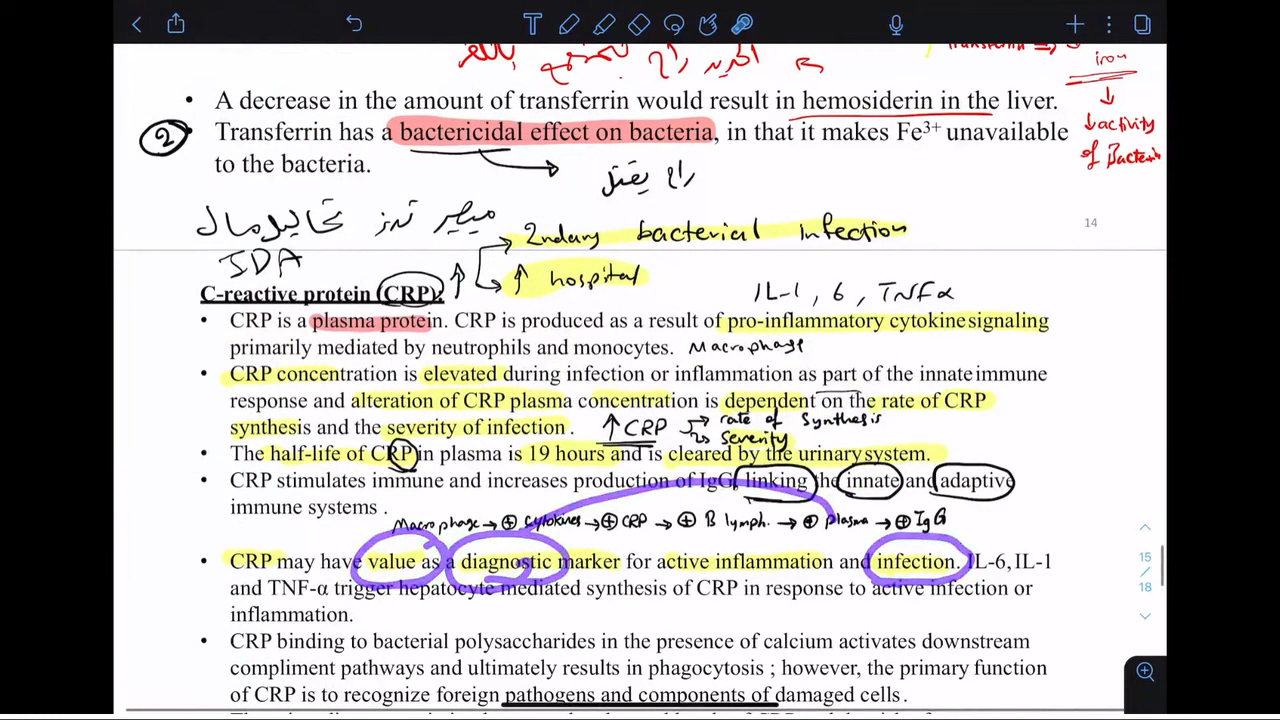 iron
• A decrease in the amount of transferrin would result in hemosiderin in the liver.
↓activity
② Transferrin has a bactericidal effect on bacteria, in that it makes Fe³⁺ unavailable
of Bacteria
to the bacteria.
راح يقتل
14
2ndary bacterial infection
IDA
↑ hospital
C-reactive protein (CRP): ↑
IL-1 , 6 , TNFα
• CRP is a plasma protein. CRP is produced as a result of pro-inflammatory cytokine signaling
primarily mediated by neutrophils and monocytes. Macrophage
• CRP concentration is elevated during infection or inflammation as part of the innate immune
response and alteration of CRP plasma concentration is dependent on the rate of CRP
synthesis and the severity of infection . ↑ CRP → rate of Synthesis
→ Severity
• The half-life of CRP in plasma is 19 hours and is cleared by the urinary system.
• CRP stimulates immune and increases production of IgG, linking the innate and adaptive
immune systems .
Macrophage → ⊕ Cytokines → ⊕ CRP → ⊕ B lymph. → ⊕ plasma → ⊕ IgG
• CRP may have value as a diagnostic marker for active inflammation and infection. IL-6, IL-1
15
/
and TNF-α trigger hepatocyte mediated synthesis of CRP in response to active infection or
18
inflammation.
• CRP binding to bacterial polysaccharides in the presence of calcium activates downstream
compliment pathways and ultimately results in phagocytosis ; however, the primary function
of CRP is to recognize foreign pathogens and components of damaged cells .